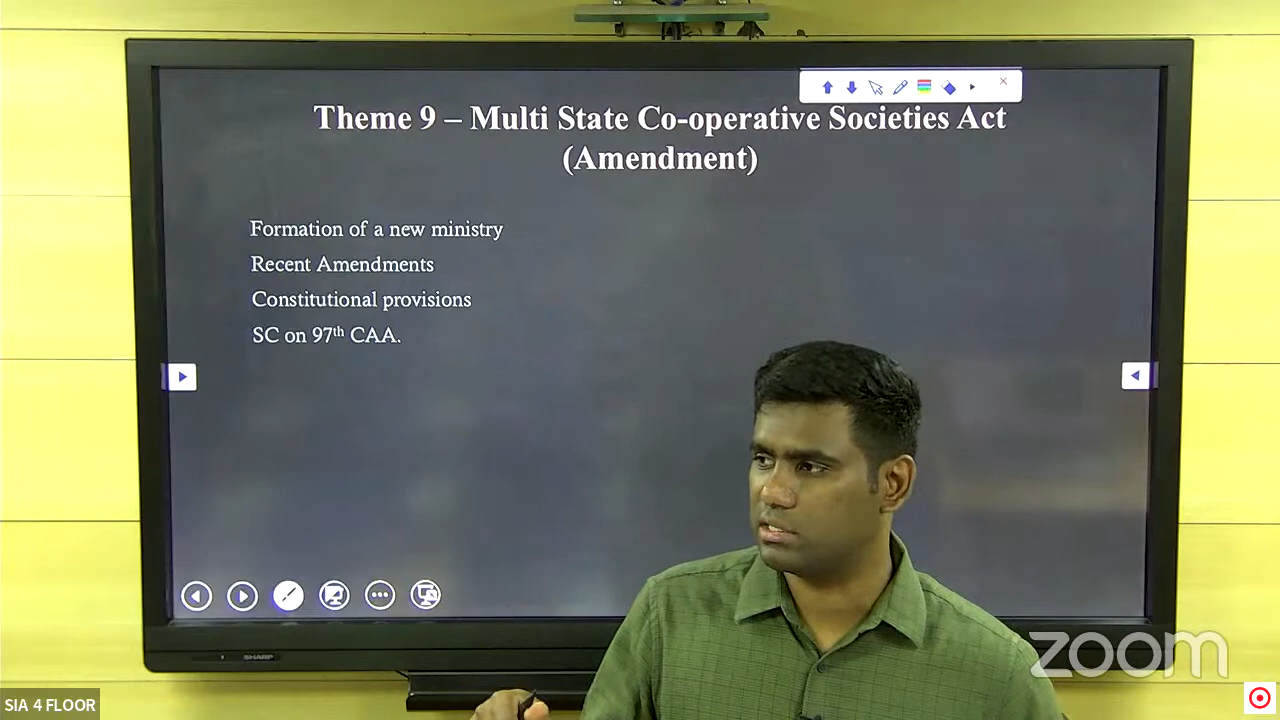 Theme 9 – Multi State Co-operative Societies Act
(Amendment)
Formation of a new ministry
Recent Amendments
Constitutional provisions
SC on 97th CAA.
SHARP
zoom
SIA 4 FLOOR